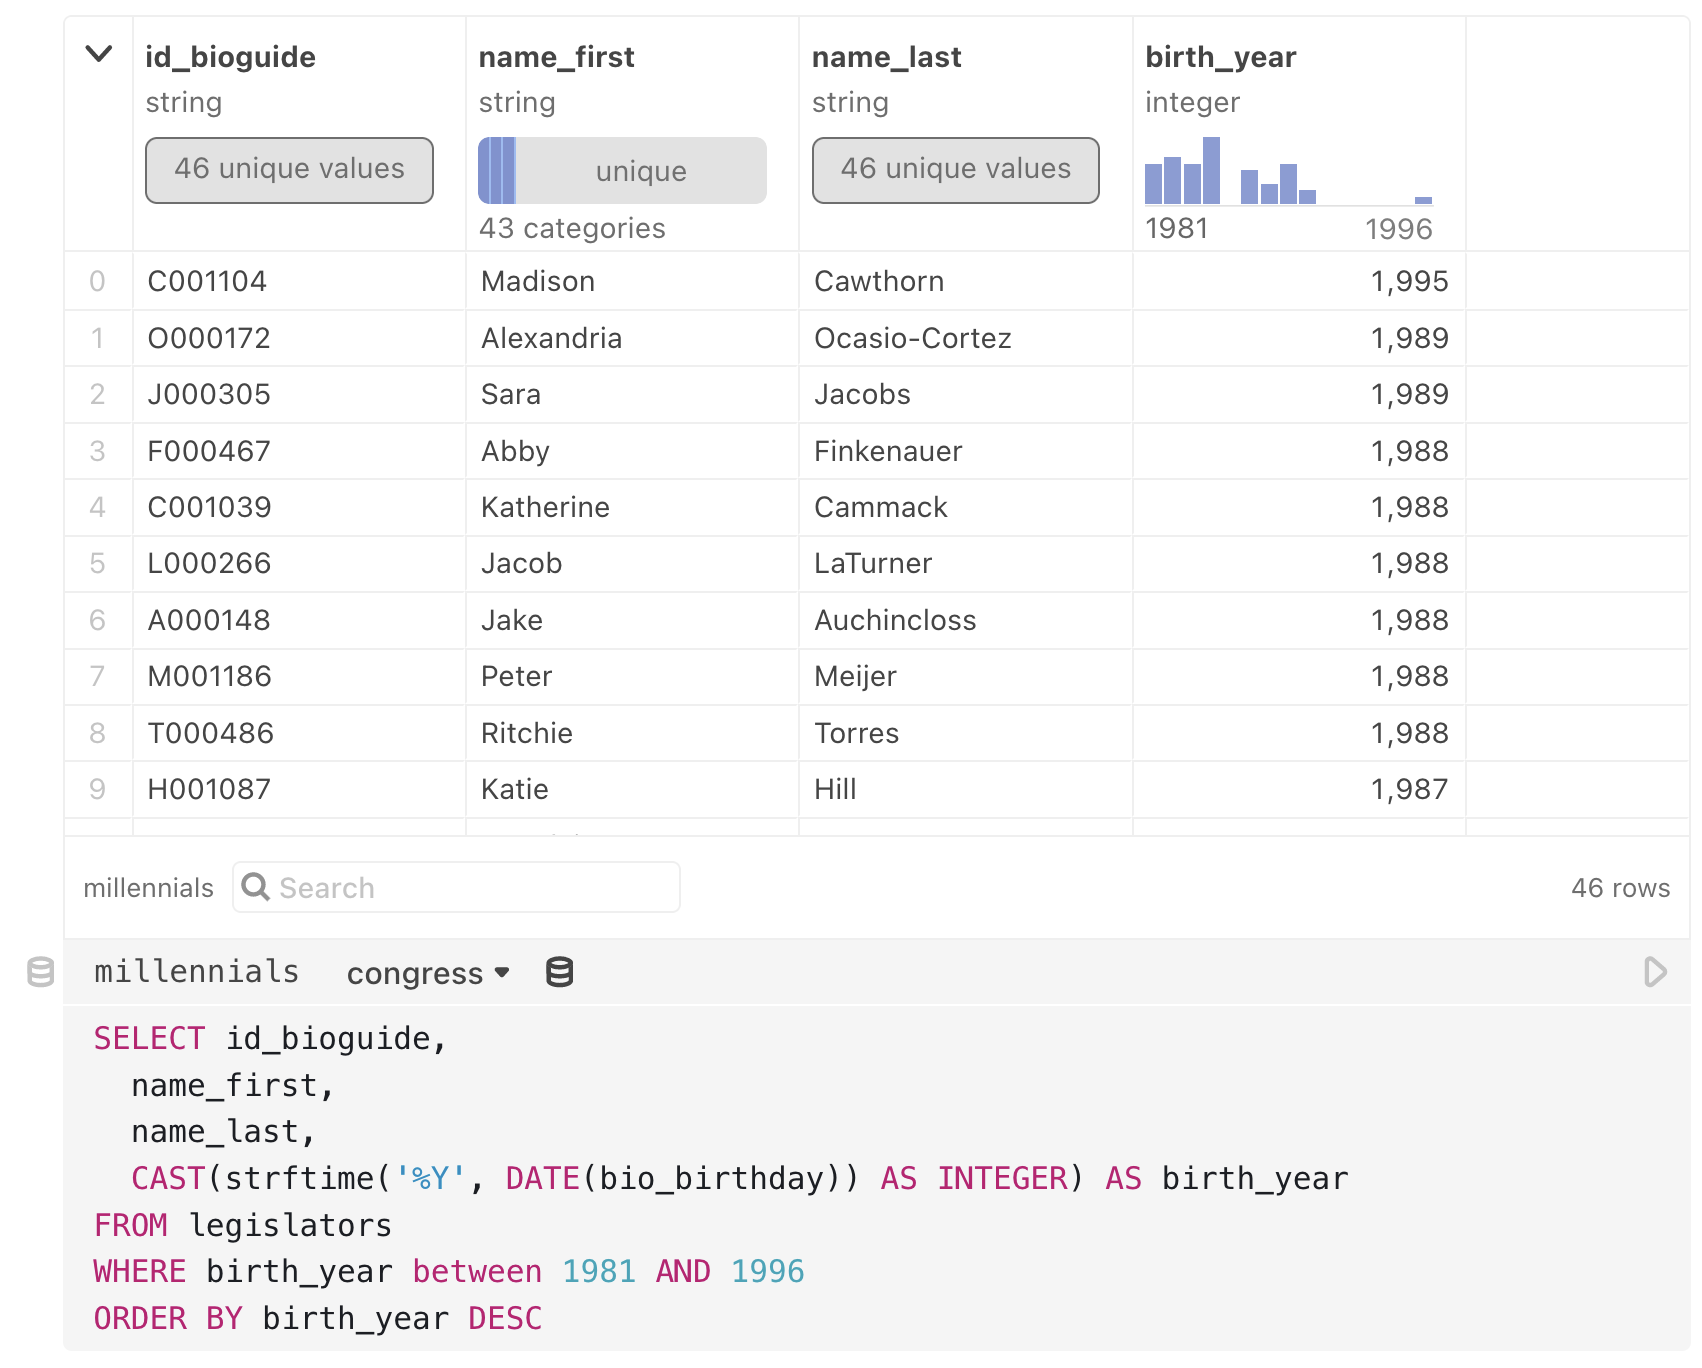 id_bioguide name_first name_last birth_year
string string string integer
46 unique values unique 46 unique values
43 categories 1981 1996
0 C001104 Madison Cawthorn 1,995
1 O000172 Alexandria Ocasio-Cortez 1,989
2 J000305 Sara Jacobs 1,989
3 F000467 Abby Finkenauer 1,988
4 C001039 Katherine Cammack 1,988
5 L000266 Jacob LaTurner 1,988
6 A000148 Jake Auchincloss 1,988
7 M001186 Peter Meijer 1,988
8 T000486 Ritchie Torres 1,988
9 H001087 Katie Hill 1,987
millennials Search 46 rows
millennials congress
SELECT id_bioguide,
  name_first,
  name_last,
  CAST(strftime('%Y', DATE(bio_birthday)) AS INTEGER) AS birth_year
FROM legislators
WHERE birth_year between 1981 AND 1996
ORDER BY birth_year DESC